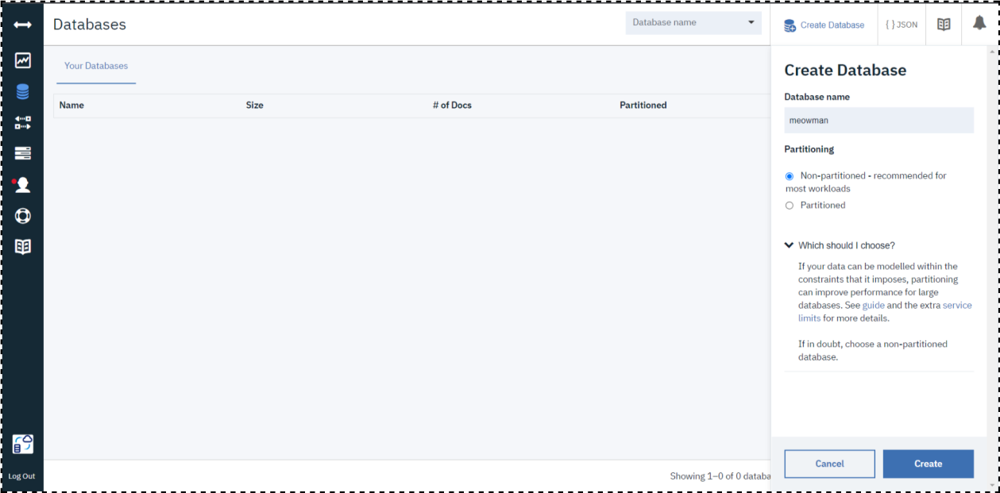 Databases
Database name
Create Database
{ } JSON
Your Databases
Name Size # of Docs Partitioned
Create Database
Database name
meowman
Partitioning
Non-partitioned - recommended for
most workloads
Partitioned
Which should I choose?
If your data can be modelled within the
constraints that it imposes, partitioning
can improve performance for large
databases. See guide and the extra service
limits for more details.
If in doubt, choose a non-partitioned
database.
Cancel Create
Log Out
Showing 1–0 of 0 databa